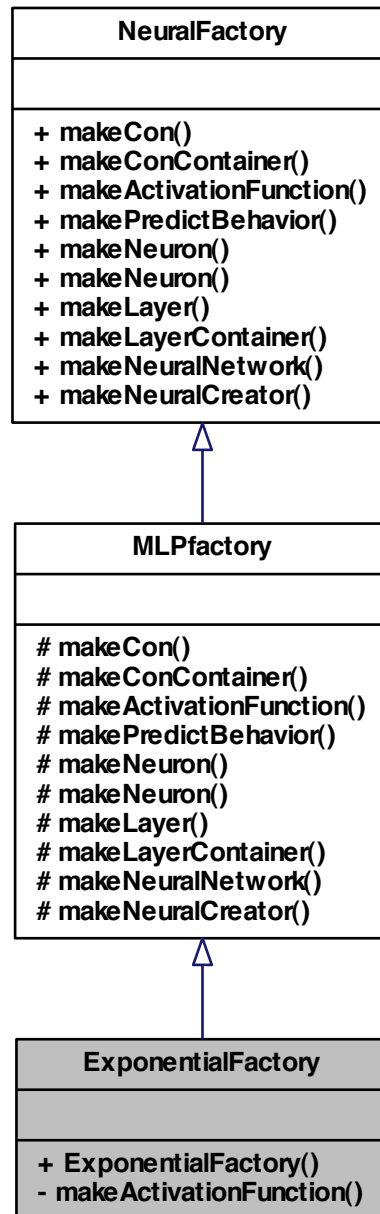 NeuralFactory
+ makeCon()
+ makeConContainer()
+ makeActivationFunction()
+ makePredictBehavior()
+ makeNeuron()
+ makeNeuron()
+ makeLayer()
+ makeLayerContainer()
+ makeNeuralNetwork()
+ makeNeuralCreator()
MLPfactory
# makeCon()
# makeConContainer()
# makeActivationFunction()
# makePredictBehavior()
# makeNeuron()
# makeNeuron()
# makeLayer()
# makeLayerContainer()
# makeNeuralNetwork()
# makeNeuralCreator()
ExponentialFactory
+ ExponentialFactory()
- makeActivationFunction()